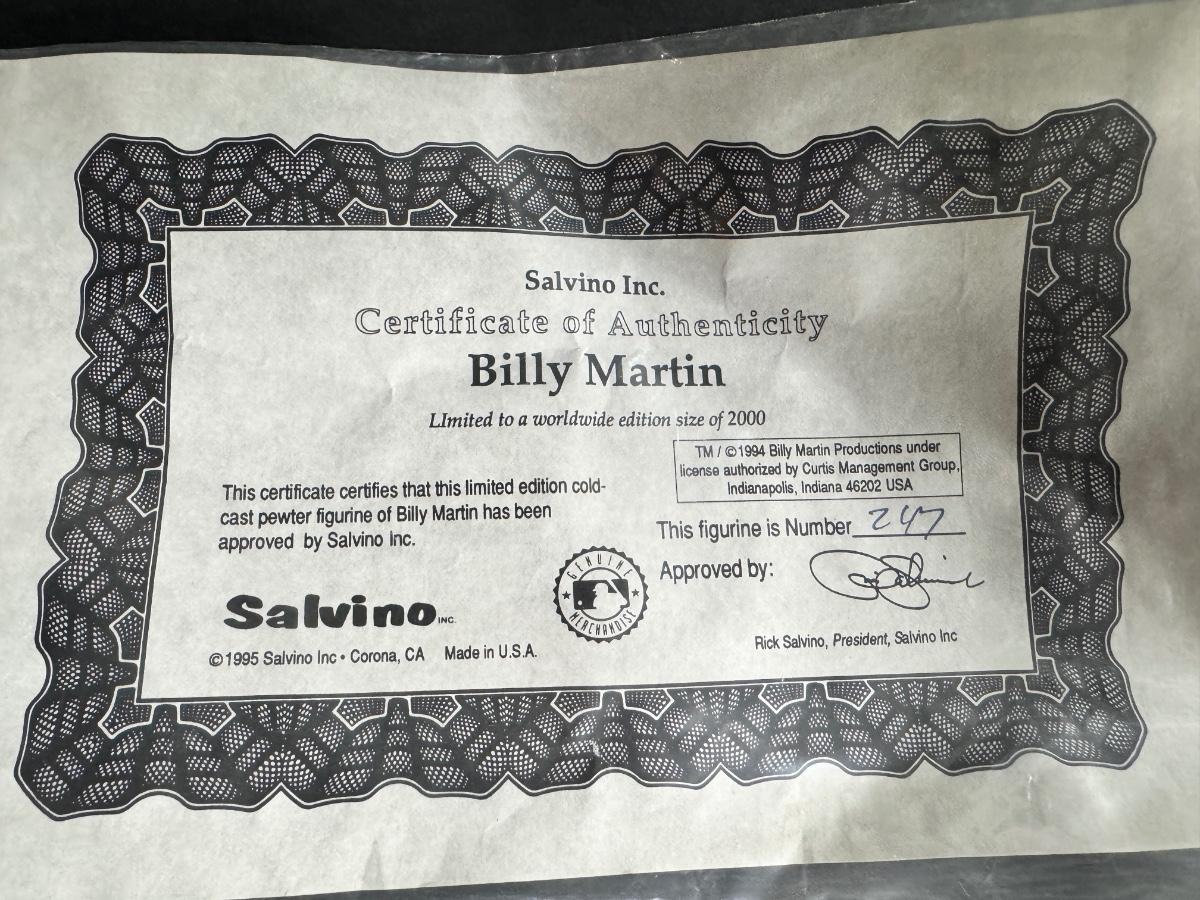 Salvino Inc.
Certificate of Authenticity
Billy Martin
LImited to a worldwide edition size of 2000
TM / ©1994 Billy Martin Productions under
license authorized by Curtis Management Group,
Indianapolis, Indiana 46202 USA
This certificate certifies that this limited edition cold-
cast pewter figurine of Billy Martin has been
approved by Salvino Inc.
This figurine is Number 247
Approved by:
GENUINE
MERCHANDISE
Salvino INC.
©1995 Salvino Inc • Corona, CA Made in U.S.A.
Rick Salvino, President, Salvino Inc